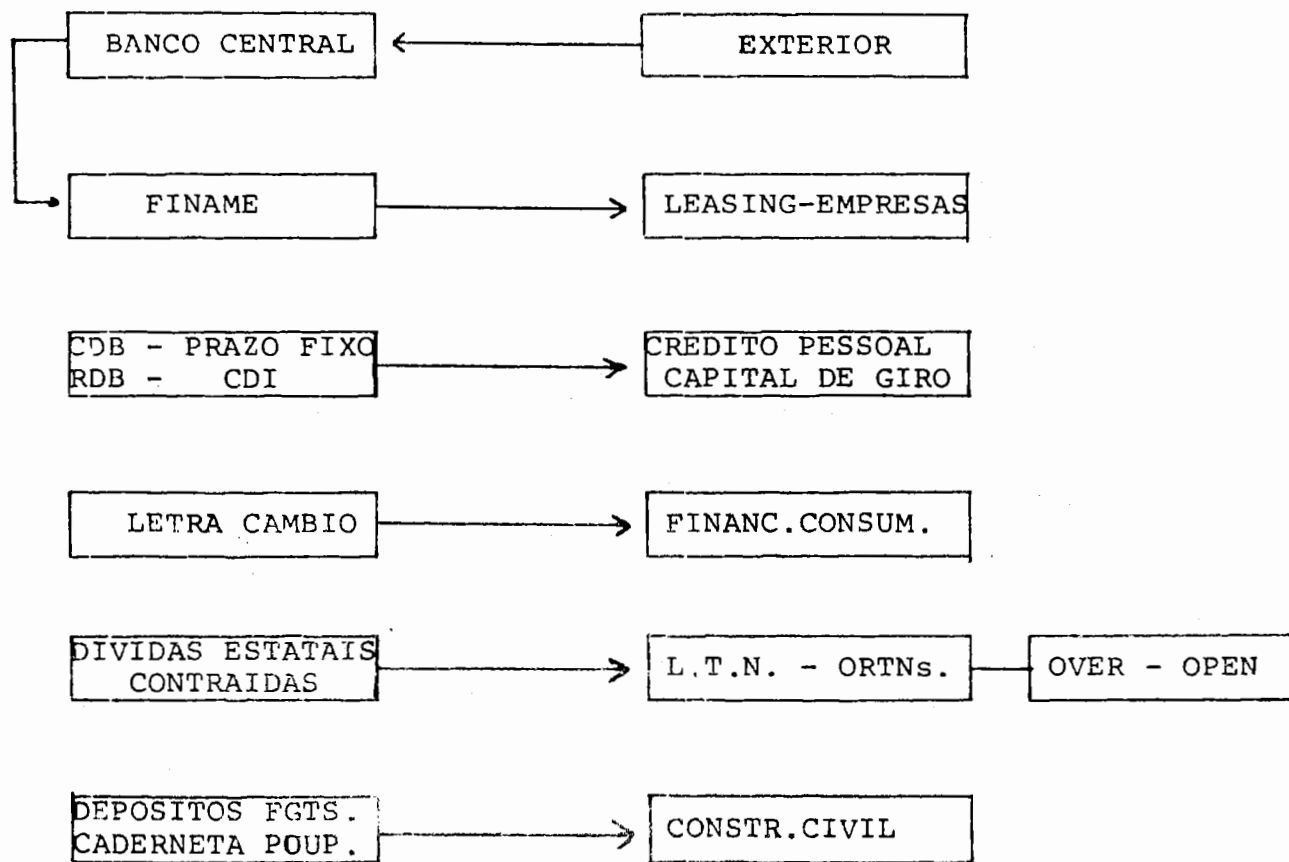 BANCO CENTRAL
EXTERIOR
FINAME
LEASING-EMPRESAS
CDB - PRAZO FIXO
RDB - CDI
CREDITO PESSOAL
CAPITAL DE GIRO
LETRA CAMBIO
FINANC.CONSUM.
DIVIDAS ESTATAIS
CONTRAIDAS
L.T.N. - ORTNs.
OVER - OPEN
DEPOSITOS FGTS.
CADERNETA POUP.
CONSTR.CIVIL